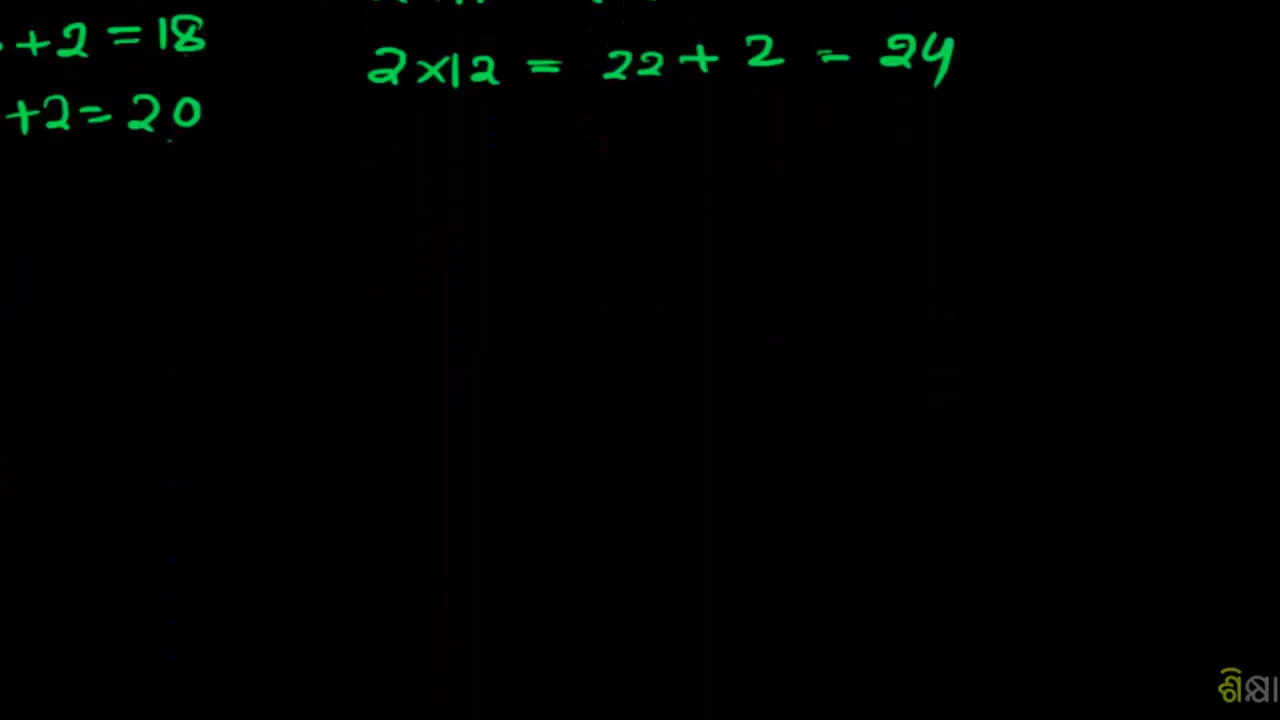 +2=18
+2=20
2×12 = 22+2 = 24
ଶିକ୍ଷା